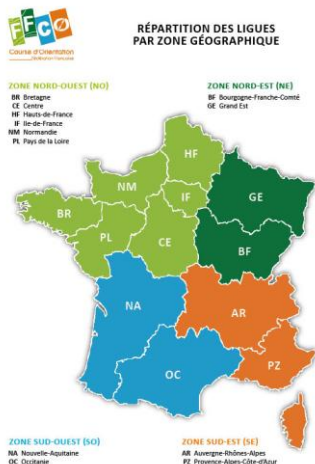 FFCO
Course d'Orientation
RÉPARTITION DES LIGUES
PAR ZONE GÉOGRAPHIQUE
ZONE NORD-OUEST (NO)
BR Bretagne
CE Centre
HF Hauts-de-France
IF Ile-de-France
NM Normandie
PL Pays de la Loire
ZONE NORD-EST (NE)
BF Bourgogne-Franche-Comté
GE Grand Est
HF
NM
IF
GE
BR
PL
CE
BF
NA
AR
OC
PZ
ZONE SUD-OUEST (SO)
NA Nouvelle-Aquitaine
OC Occitanie
ZONE SUD-EST (SE)
AR Auvergne-Rhônes-Alpes
PZ Provence-Alpes-Côte-d'Azur